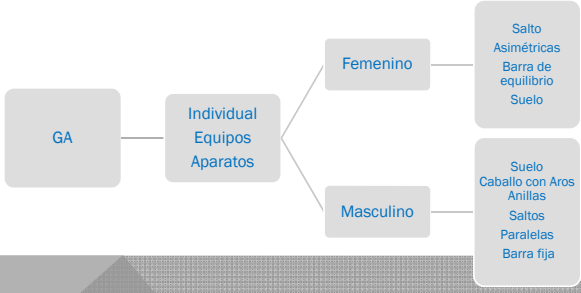 GA
Individual
Equipos
Aparatos
Femenino
Salto
Asimétricas
Barra de
equilibrio
Suelo
Masculino
Suelo
Caballo con Aros
Anillas
Saltos
Paralelas
Barra fija